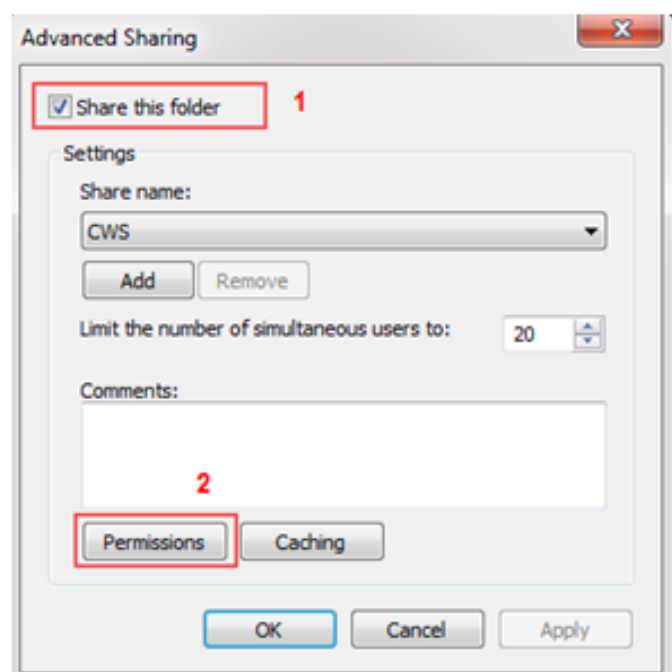 Advanced Sharing
Share this folder 1
Settings
Share name:
CWS
Add Remove
Limit the number of simultaneous users to: 20
Comments:
2
Permissions Caching
OK Cancel Apply